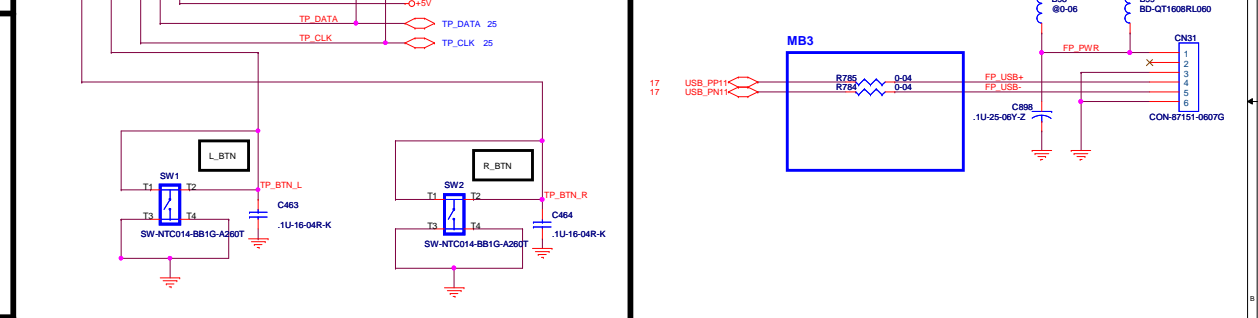 +5V
TP_DATA
TP_DATA 25
TP_CLK
TP_CLK 25
@0-06
BD-QT1608RL060
CN31
MB3
FP_PWR
1
2
3
4
5
6
17 USB_PP11
R785 0-04
FP_USB+
17 USB_PN11
R784 0-04
FP_USB-
C898
.1U-25-06Y-Z
CON-87151-0607G
L_BTN
R_BTN
SW1
T1 T2
TP_BTN_L
T3 T4
C463
.1U-16-04R-K
SW-NTC014-BB1G-A260T
SW2
T1 T2
TP_BTN_R
T3 T4
C464
.1U-16-04R-K
SW-NTC014-BB1G-A260T
B